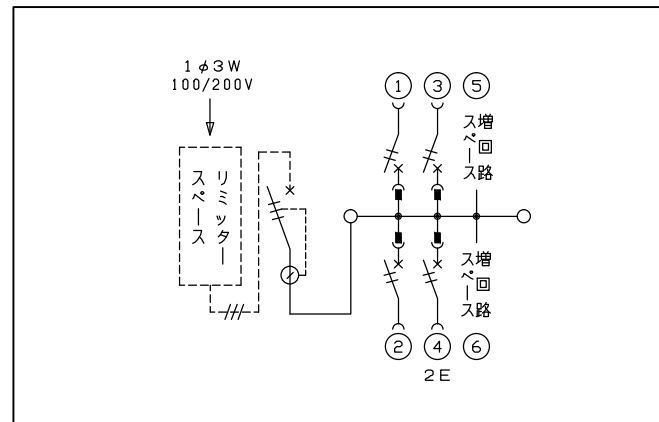 1φ3W
100/200V
リミッター
スペース
① ③ ⑤
増回路
スペース
増回路
スペース
② ④ ⑥
2E